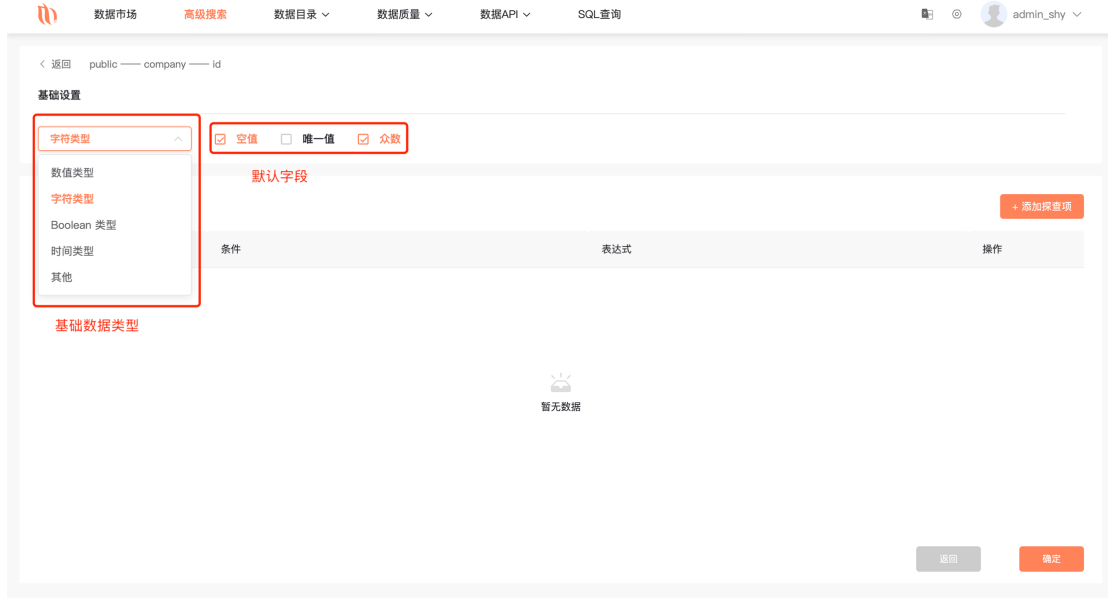 数据市场 高级搜索 数据目录 数据质量 数据API SQL查询 admin_shy
返回 public —— company —— id
基础设置
字符类型 空值 唯一值 众数
数值类型
默认字段
字符类型
+ 添加探查项
Boolean 类型
时间类型
条件 表达式 操作
其他
基础数据类型
暂无数据
返回 确定